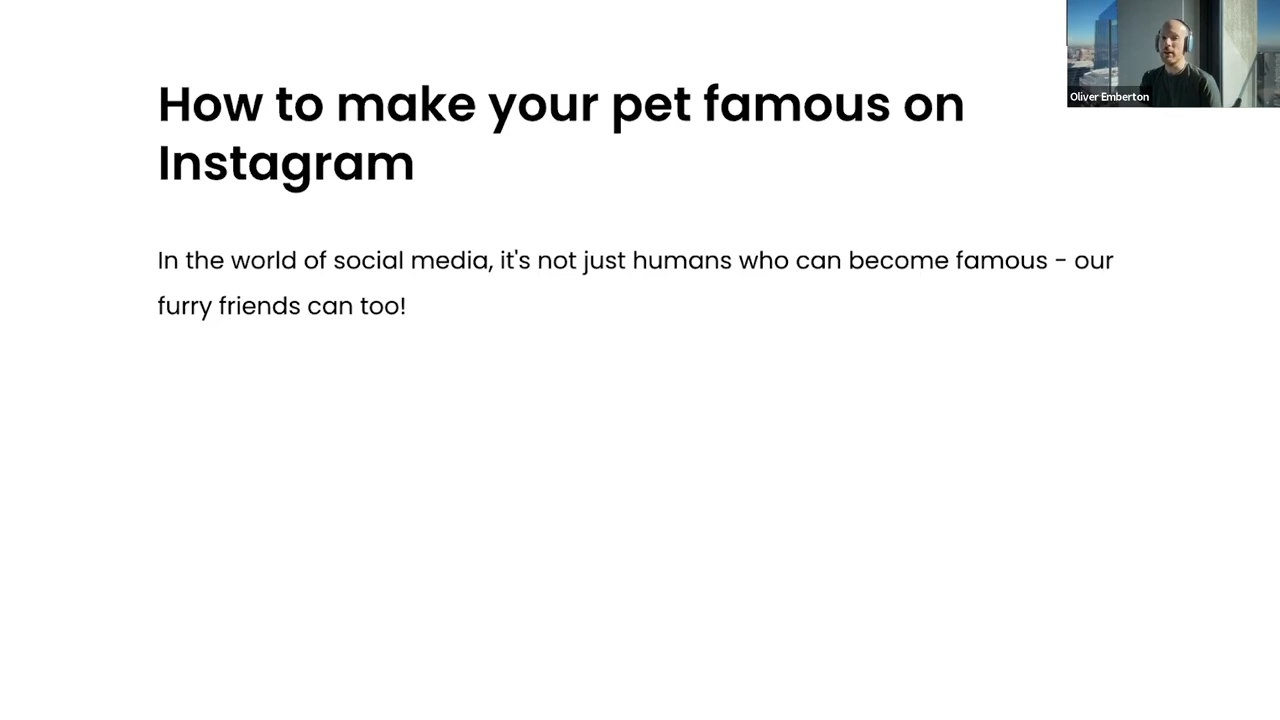 How to make your pet famous on
Instagram
In the world of social media, it's not just humans who can become famous - our
furry friends can too!
Oliver Emberton